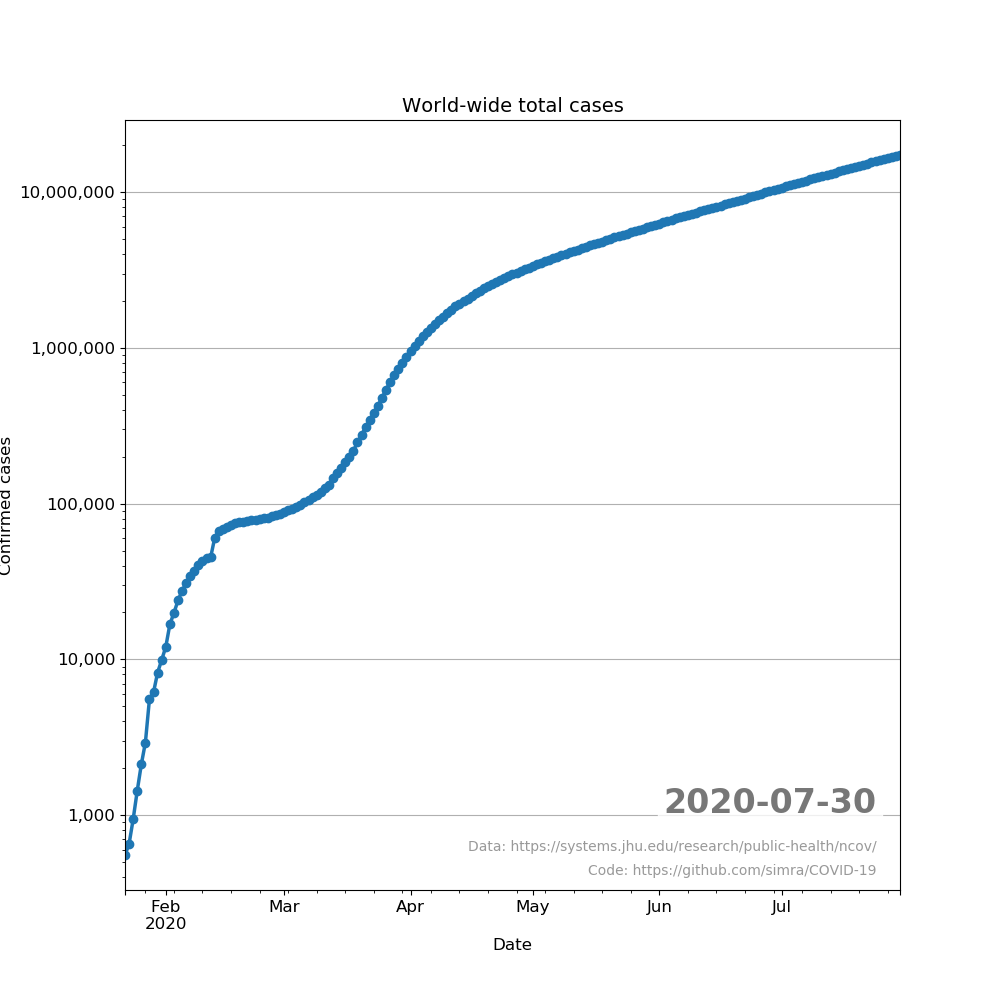 World-wide total cases
10,000,000
1,000,000
100,000
10,000
1,000
Confirmed cases
2020-07-30
Data: https://systems.jhu.edu/research/public-health/ncov/
Code: https://github.com/simra/COVID-19
Feb Mar Apr May Jun Jul
2020
Date